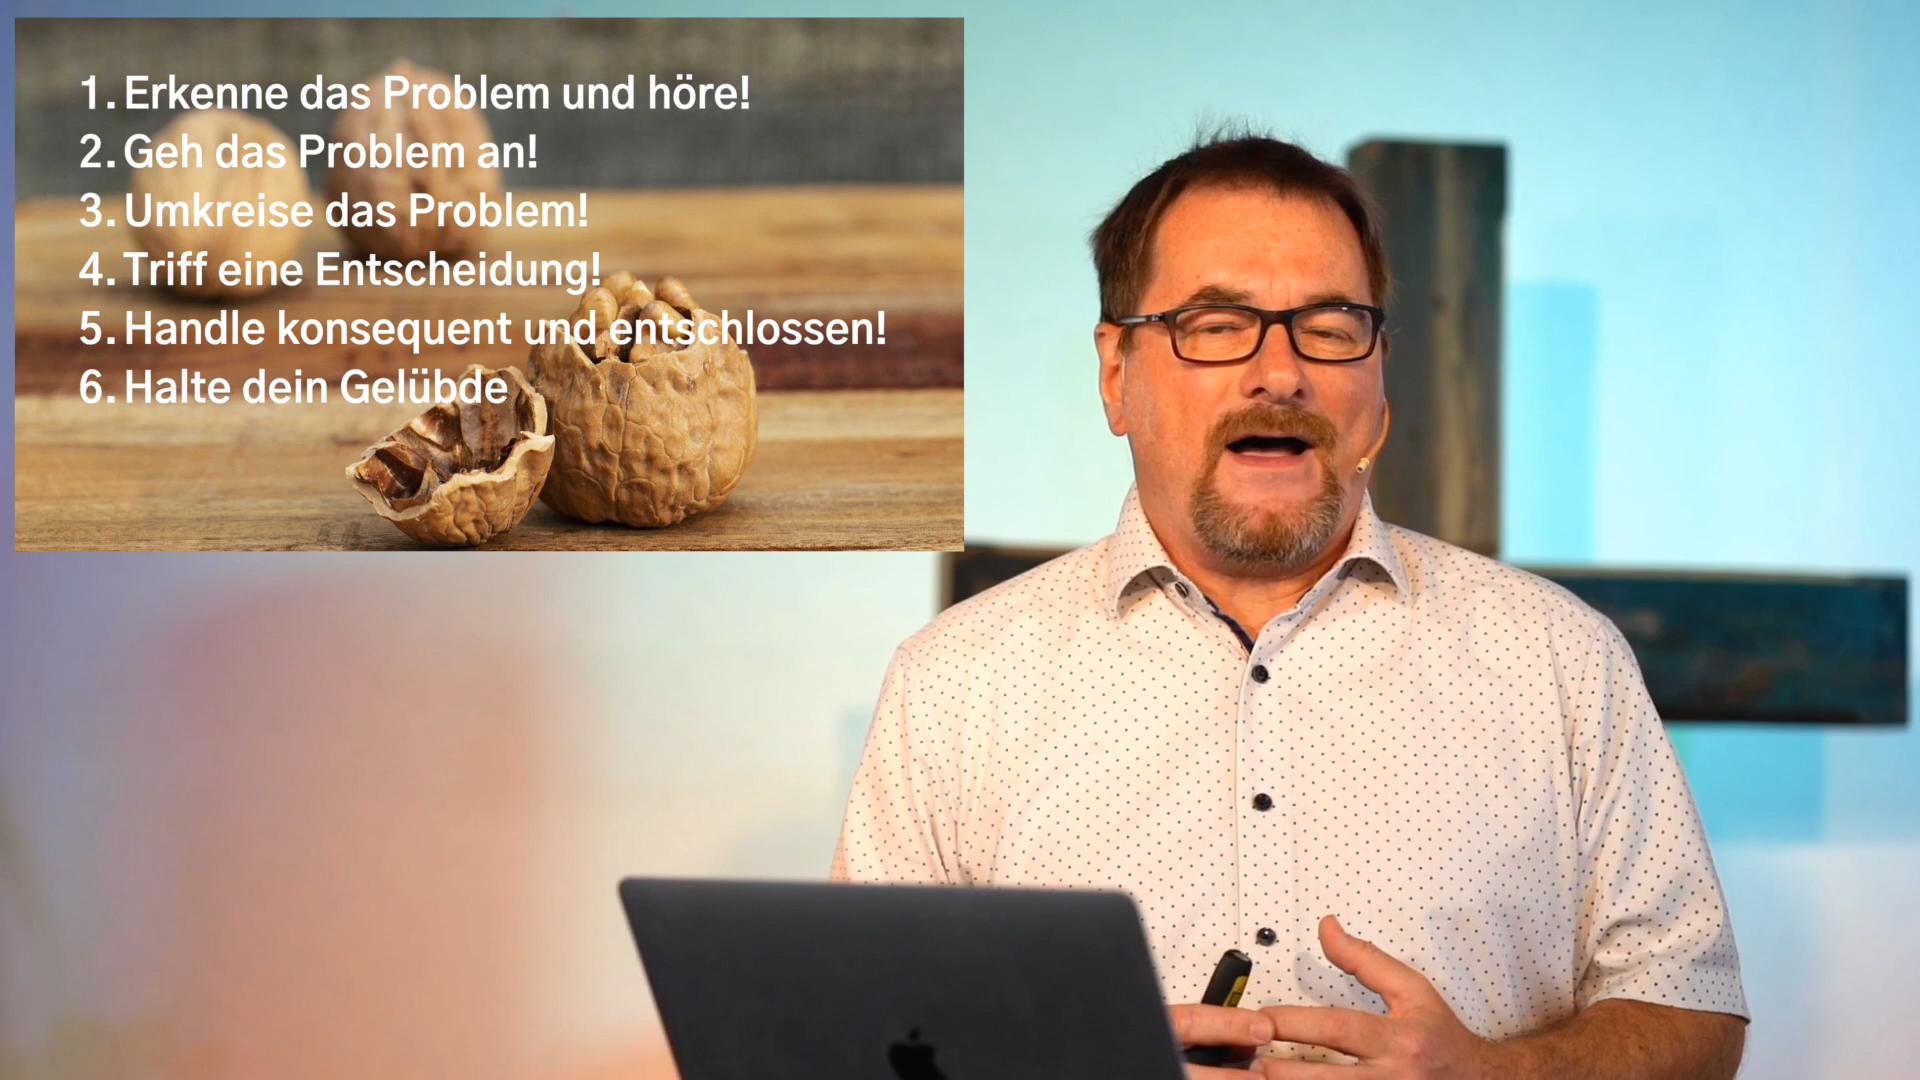 1. Erkenne das Problem und höre!
2. Geh das Problem an!
3. Umkreise das Problem!
4. Triff eine Entscheidung!
5. Handle konsequent und entschlossen!
6. Halte dein Gelübde